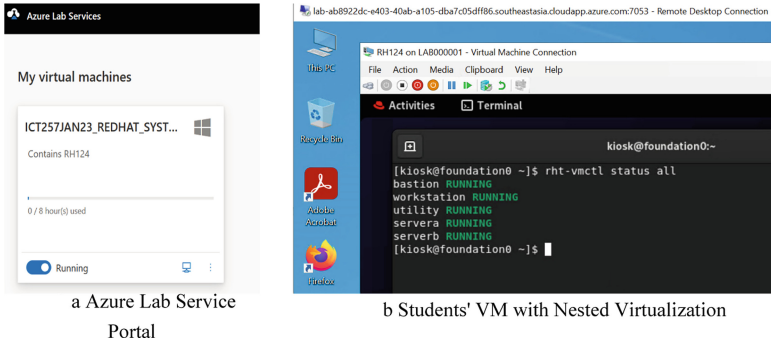 Azure Lab Services
My virtual machines
ICT257JAN23_REDHAT_SYST...
Contains RH124
0 / 8 hour(s) used
Running
a Azure Lab Service
Portal
lab-ab8922dc-e403-40ab-a105-dba7c05dff86.southeastasia.cloudapp.azure.com:7053 - Remote Desktop Connection
This PC
Recycle Bin
Adobe
Acrobat
Firefox
RH124 on LAB000001 - Virtual Machine Connection
File Action Media Clipboard View Help
Activities Terminal
kiosk@foundation0:~
[kiosk@foundation0 ~]$ rht-vmctl status all
bastion RUNNING
workstation RUNNING
utility RUNNING
servera RUNNING
serverb RUNNING
[kiosk@foundation0 ~]$
b Students' VM with Nested Virtualization